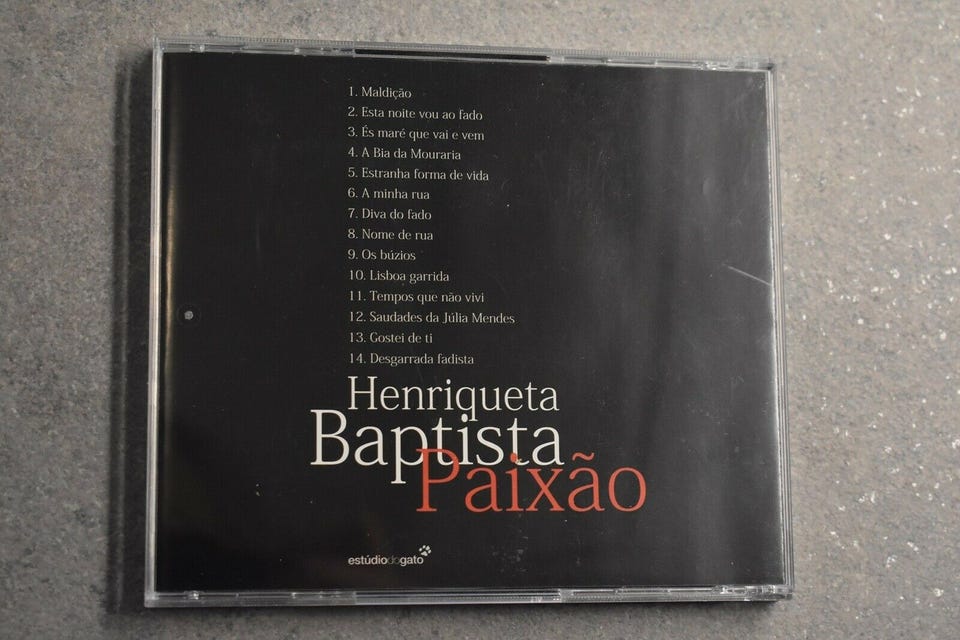 1. Maldição
2. Esta noite vou ao fado
3. És maré que vai e vem
4. A Bia da Mouraria
5. Estranha forma de vida
6. A minha rua
7. Diva do fado
8. Nome de rua
9. Os búzios
10. Lisboa garrida
11. Tempos que não vivi
12. Saudades da Júlia Mendes
13. Gostei de ti
14. Desgarrada fadista
Henriqueta
Baptista
Paixão
estúdiodogato